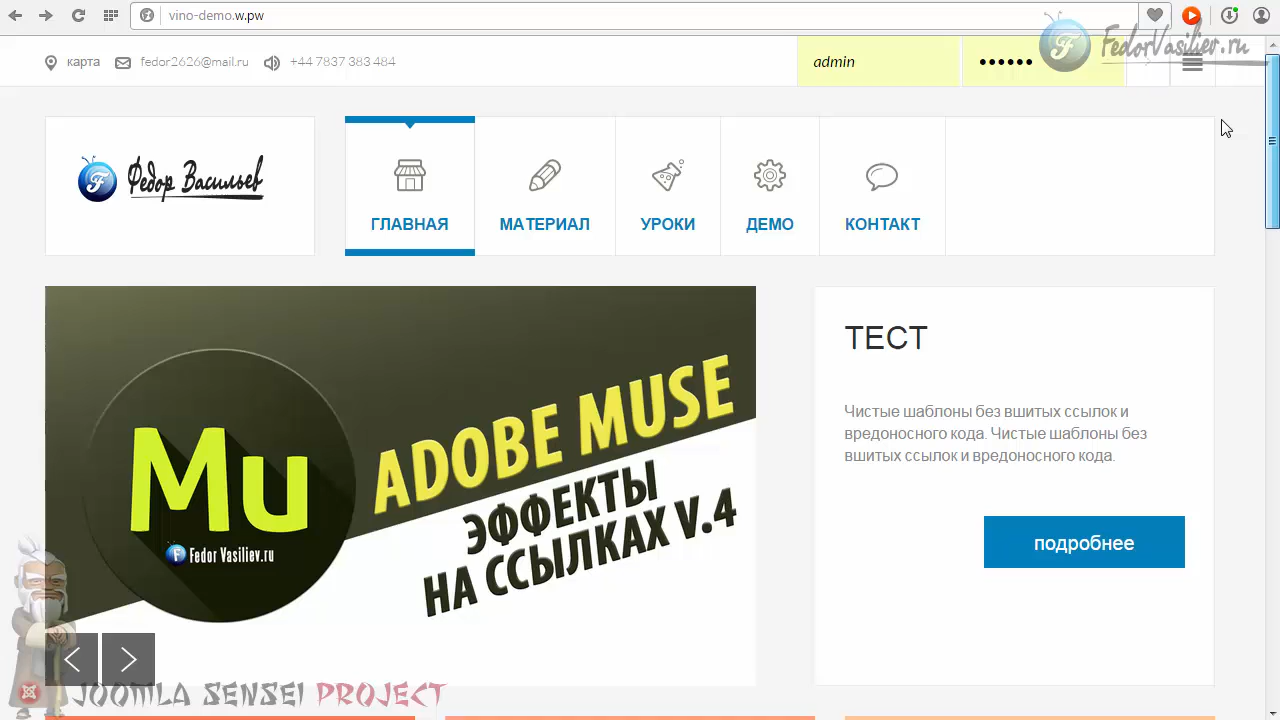 vino-demo.w.pw
FedorVasiliev.ru
карта
fedor2626@mail.ru
+44 7837 383 484
admin
••••••
Федор Васильев
ГЛАВНАЯ
МАТЕРИАЛ
УРОКИ
ДЕМО
КОНТАКТ
Mu
Fedor Vasiliev.ru
ADOBE MUSE
ЭФФЕКТЫ
НА ССЫЛКАХ V.4
ТЕСТ
Чистые шаблоны без вшитых ссылок и
вредоносного кода. Чистые шаблоны без
вшитых ссылок и вредоносного кода.
подробнее
JOOMLA SENSEI PROJECT